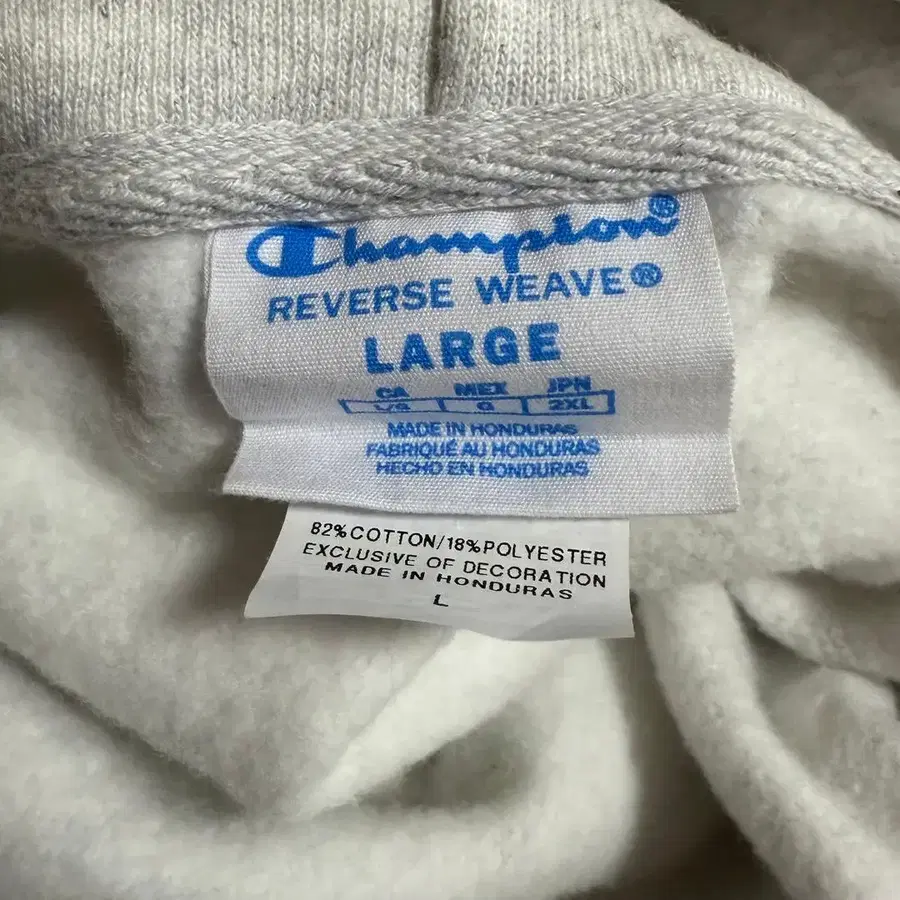 Champion®
REVERSE WEAVE®
LARGE
CA MEX JPN
L/G G 2XL
MADE IN HONDURAS
FABRIQUÉ AU HONDURAS
HECHO EN HONDURAS
82%COTTON/18%POLYESTER
EXCLUSIVE OF DECORATION
MADE IN HONDURAS
L